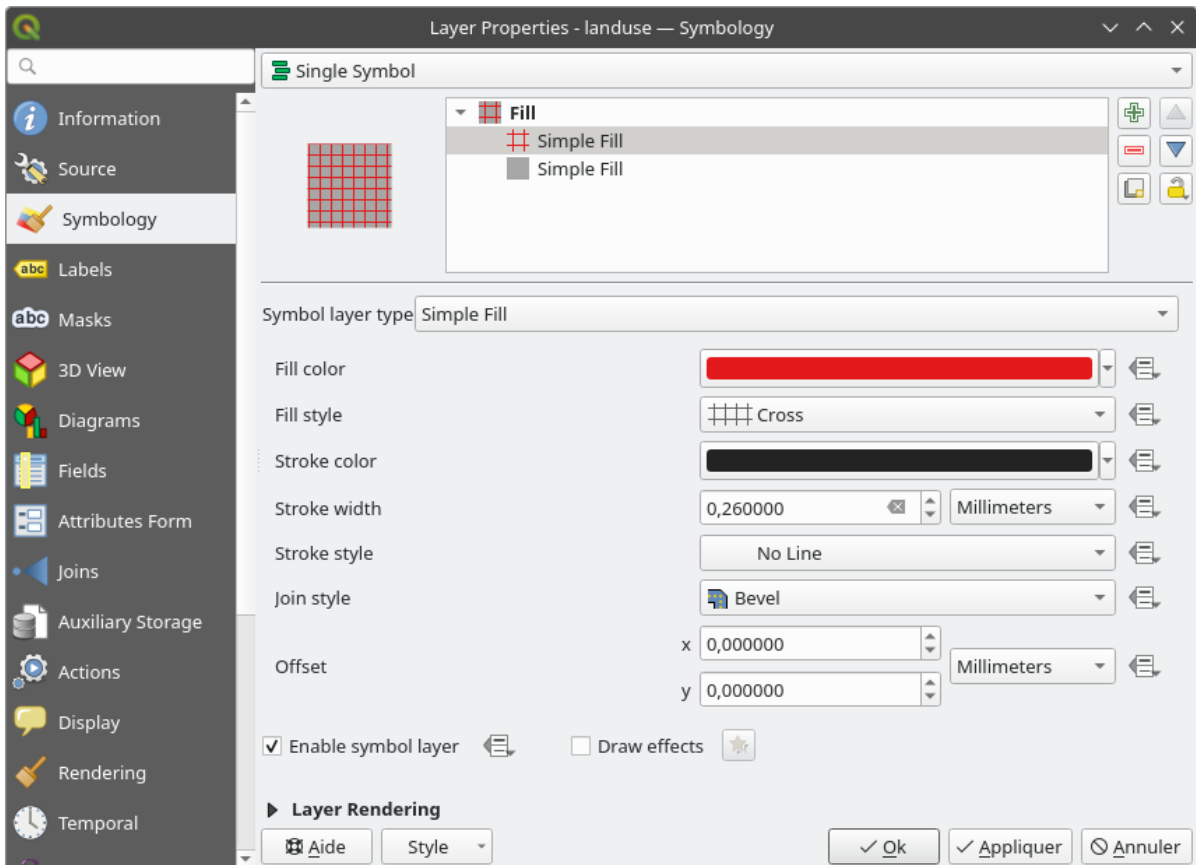 Layer Properties - landuse — Symbology
Single Symbol
Information
Source
Symbology
abc Labels
abc Masks
3D View
Diagrams
Fields
Attributes Form
Joins
Auxiliary Storage
Actions
Display
Rendering
Temporal
Fill
Simple Fill
Simple Fill
Symbol layer type Simple Fill
Fill color
Fill style Cross
Stroke color
Stroke width 0,260000 Millimeters
Stroke style No Line
Join style Bevel
Offset x 0,000000 Millimeters
y 0,000000
Enable symbol layer Draw effects
Layer Rendering
Aide Style Ok Appliquer Annuler